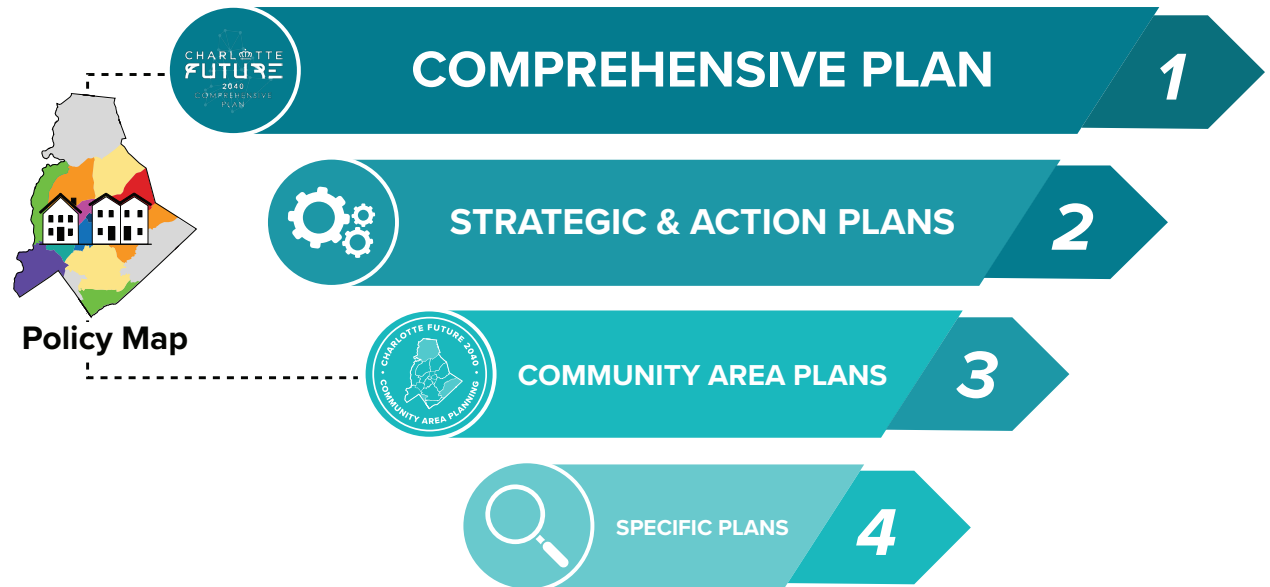 CHARLOTTE
FUTURE
2040
COMPREHENSIVE
PLAN
COMPREHENSIVE PLAN
1
STRATEGIC & ACTION PLANS
2
Policy Map
CHARLOTTE FUTURE 2040
COMMUNITY AREA PLANNING
COMMUNITY AREA PLANS
3
SPECIFIC PLANS
4